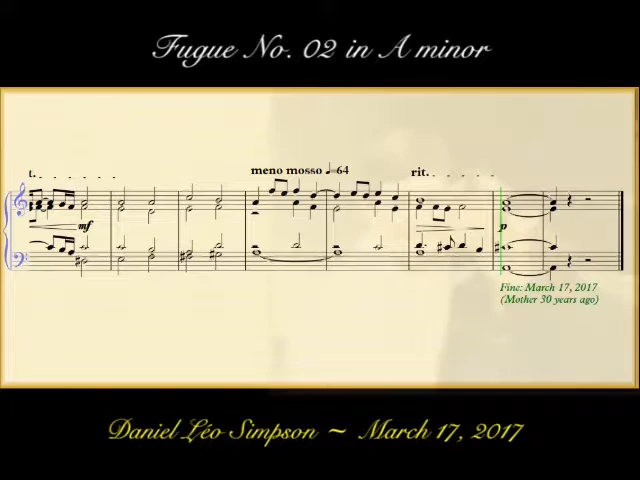 Fugue No. 02 in A minor
t. - - - - - -
meno mosso ♩=64
rit. - - - - -
mf
p
Fine: March 17, 2017
(Mother 30 years ago)
Daniel Léo Simpson ~ March 17, 2017